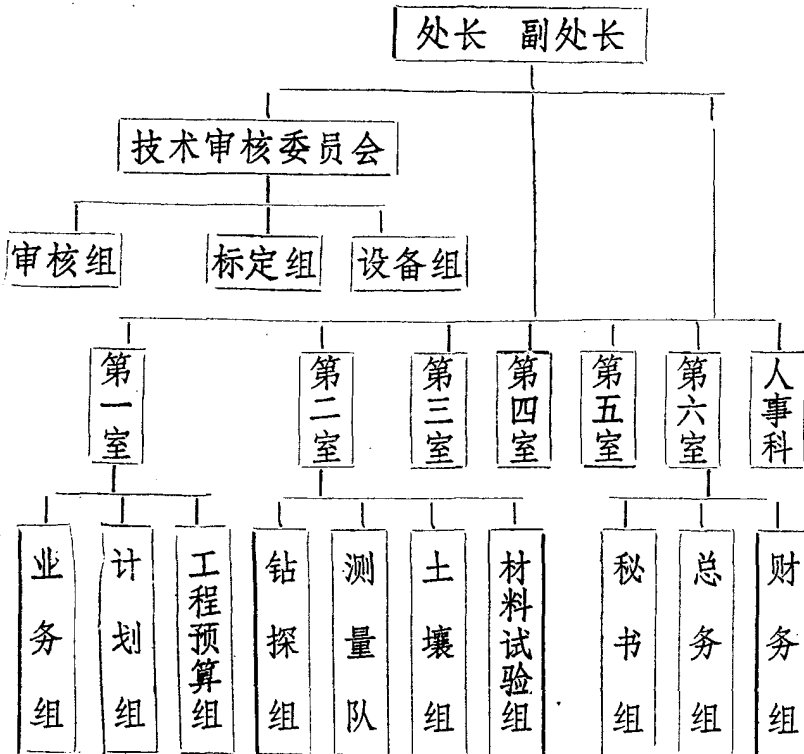 处长 副处长
技术审核委员会
审核组
标定组
设备组
第一室
第二室
第三室
第四室
第五室
第六室
人事科
业务组
计划组
工程预算组
钻探组
测量队
土壤组
材料试验组
秘书组
总务组
财务组